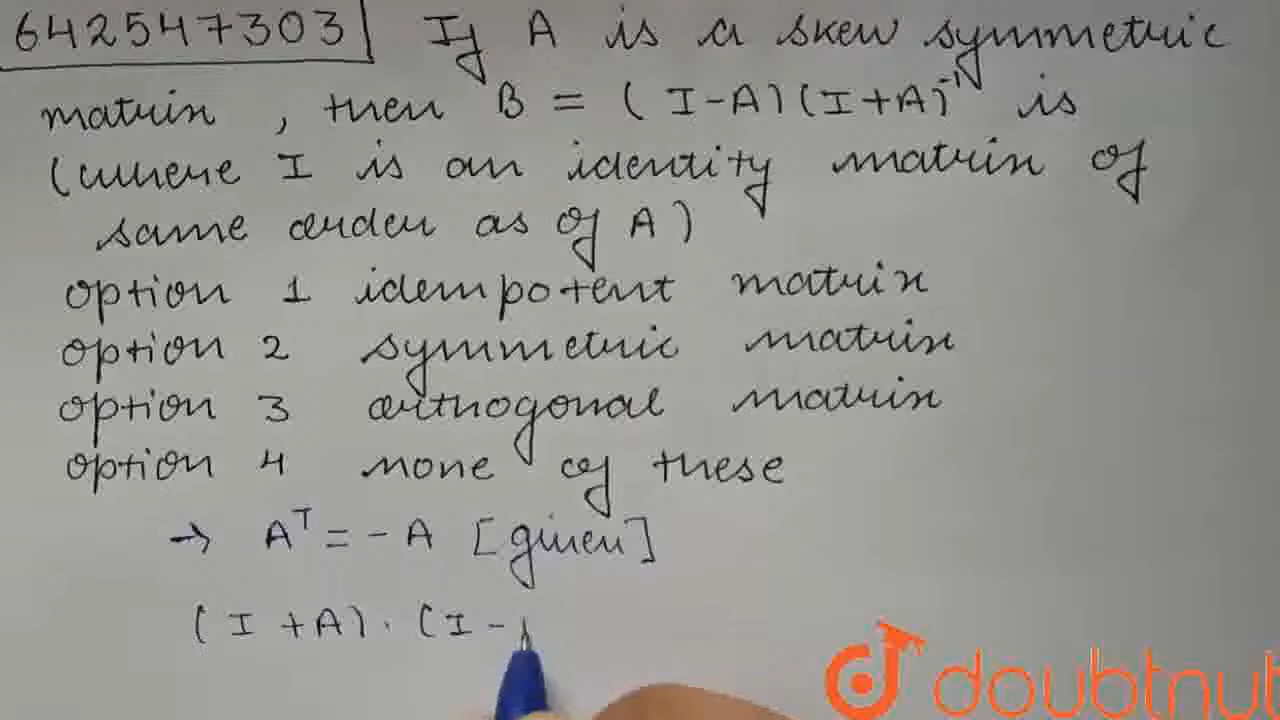 642547303 If A is a skew symmetric
matrix , then B = (I-A)(I+A)⁻¹ is
(where I is an identity matrix of
same order as of A)
option 1 idempotent matrix
option 2 symmetric matrix
option 3 orthogonal matrix
option 4 none of these
→ Aᵀ = -A [given]
(I +A) . (I -
doubtnut